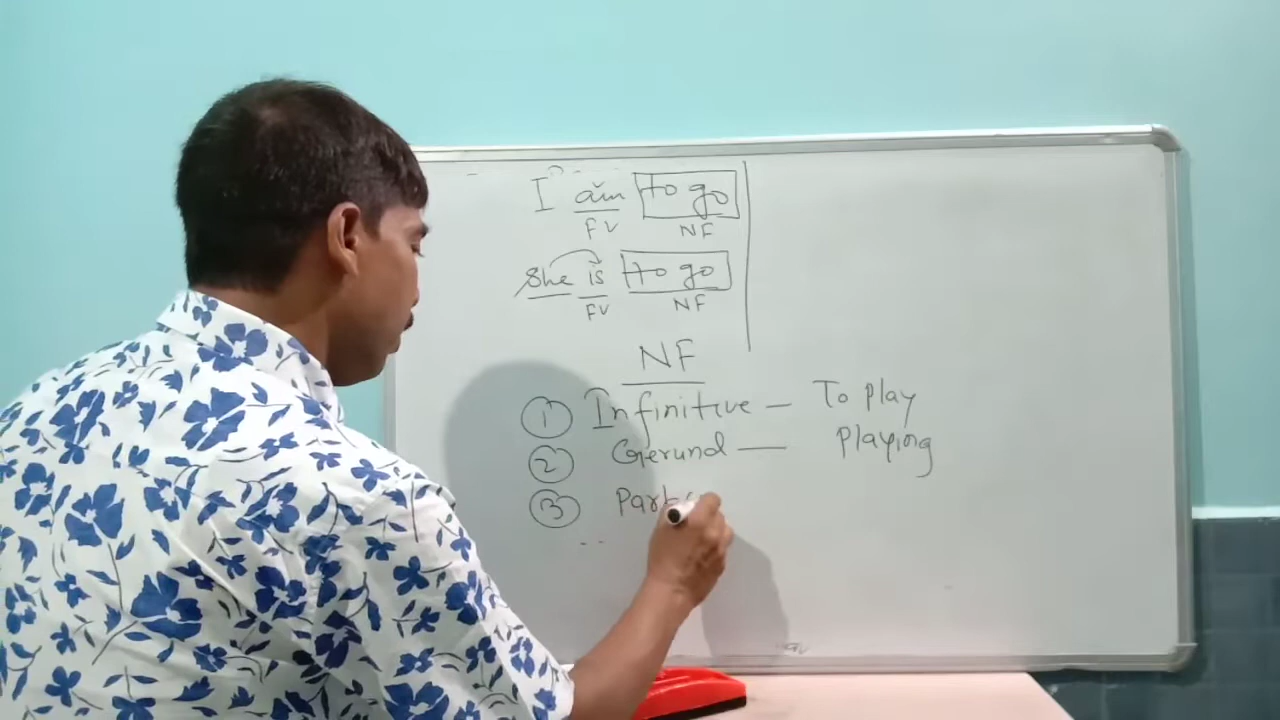 I am to go
FV NF
She is to go
FV NF
NF
1 Infinitive – To play
2 Gerund — Playing
3 Part